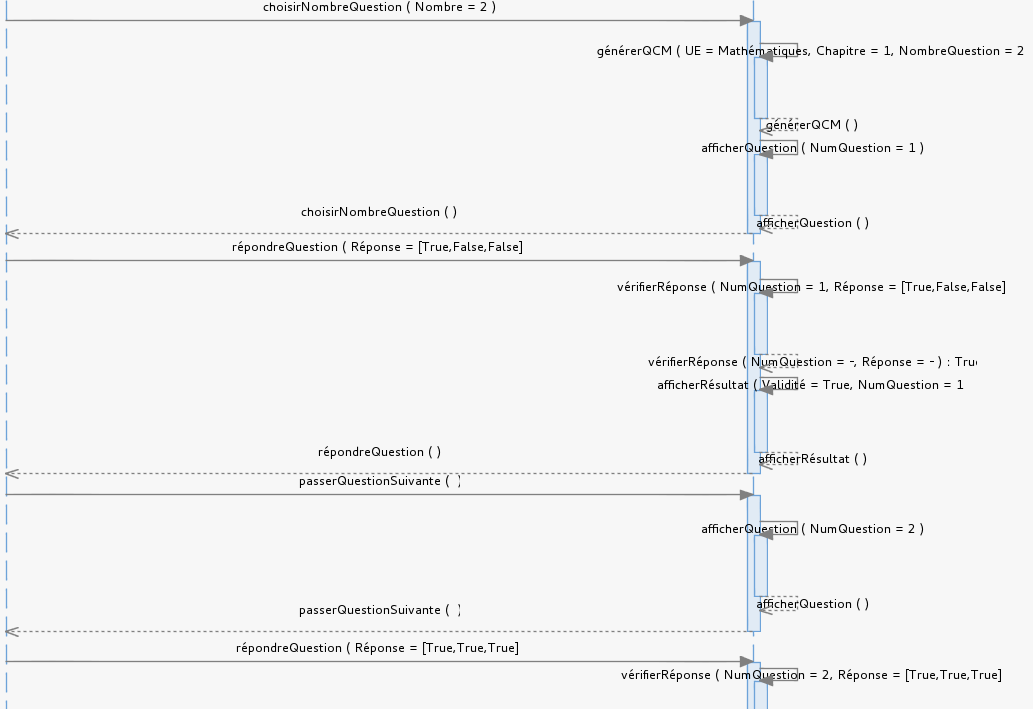 choisirNombreQuestion ( Nombre = 2 )
générerQCM ( UE = Mathématiques, Chapitre = 1, NombreQuestion = 2
générerQCM ( )
afficherQuestion ( NumQuestion = 1 )
choisirNombreQuestion ( )
afficherQuestion ( )
répondreQuestion ( Réponse = [True,False,False]
vérifierRéponse ( NumQuestion = 1, Réponse = [True,False,False]
vérifierRéponse ( NumQuestion = -, Réponse = - ) : True
afficherRésultat ( Validité = True, NumQuestion = 1
répondreQuestion ( )
afficherRésultat ( )
passerQuestionSuivante ( )
afficherQuestion ( NumQuestion = 2 )
afficherQuestion ( )
passerQuestionSuivante ( )
répondreQuestion ( Réponse = [True,True,True]
vérifierRéponse ( NumQuestion = 2, Réponse = [True,True,True]